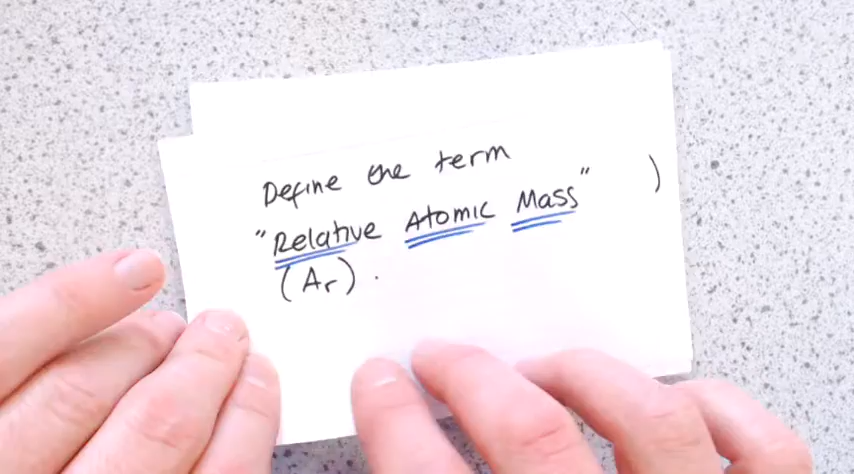 Define the term
"Relative Atomic Mass"
(Ar).
)